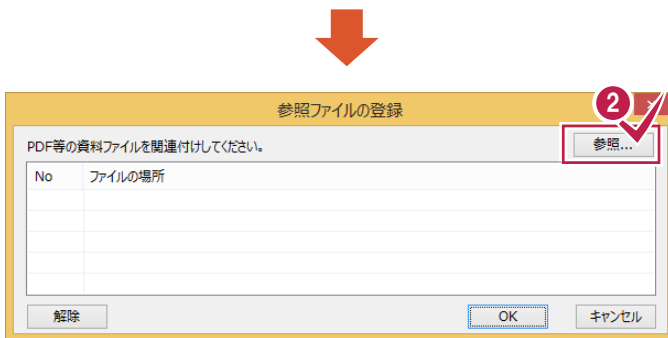 参照ファイルの登録
2
PDF等の資料ファイルを関連付けしてください。
参照...
No ファイルの場所
解除 OK キャンセル